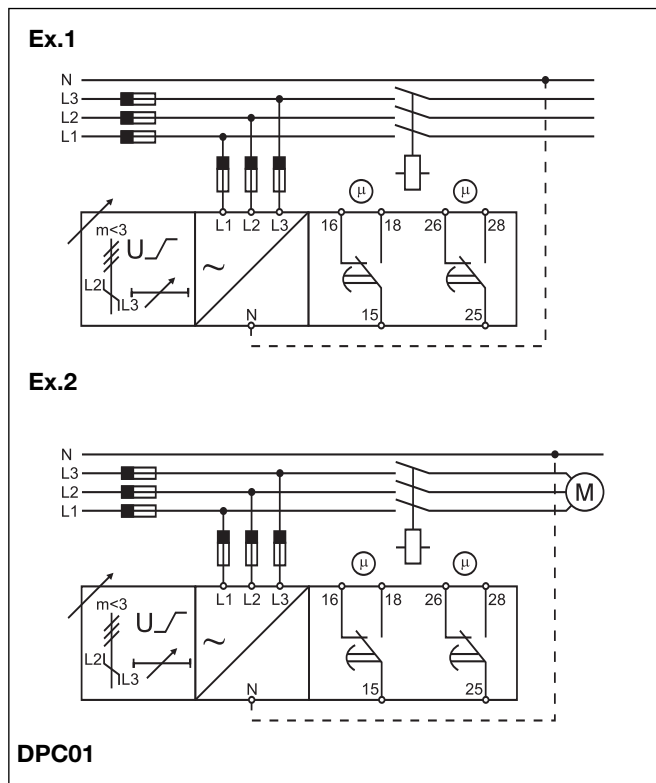 Ex.1
N
L3
L2
L1
μ μ
L1 L2 L3 16 18 26 28
m<3
U
L2 L3
~
N 15 25
Ex.2
N
L3
L2
L1
M
μ μ
L1 L2 L3 16 18 26 28
m<3
U
L2 L3
~
N 15 25
DPC01